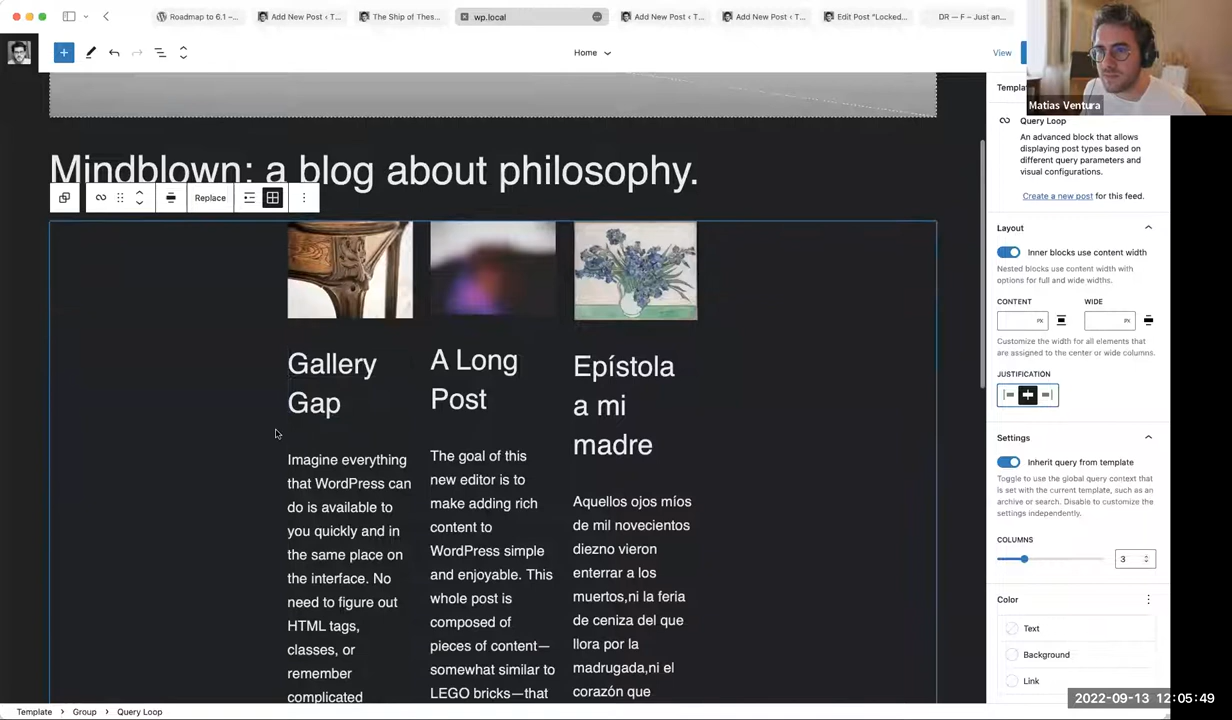 Roadmap to 6.1 –...
Add New Post ‹ T...
The Ship of Thes...
wp.local
Add New Post ‹ T...
Add New Post ‹ T...
Edit Post "Locked...
DR — F – Just an...
Home
View
Matias Ventura
Templa
Query Loop
An advanced block that allows
displaying post types based on
different query parameters and
visual configurations.
Create a new post for this feed.
Mindblown: a blog about philosophy.
Replace
Layout
Inner blocks use content width
Nested blocks use content width with
options for full and wide widths.
CONTENT
WIDE
PX
PX
Customize the width for all elements that
are assigned to the center or wide columns.
JUSTIFICATION
Settings
Inherit query from template
Toggle to use the global query context that
is set with the current template, such as an
archive or search. Disable to customize the
settings independently.
COLUMNS
3
Color
Text
Background
Link
Gallery
Gap
Imagine everything
that WordPress can
do is available to
you quickly and in
the same place on
the interface. No
need to figure out
HTML tags,
classes, or
remember
complicated
A Long
Post
The goal of this
new editor is to
make adding rich
content to
WordPress simple
and enjoyable. This
whole post is
composed of
pieces of content—
somewhat similar to
LEGO bricks—that
Epístola
a mi
madre
Aquellos ojos míos
de mil novecientos
diezno vieron
enterrar a los
muertos,ni la feria
de ceniza del que
llora por la
madrugada,ni el
corazón que
2022-09-13 12:05:49
Template > Group > Query Loop